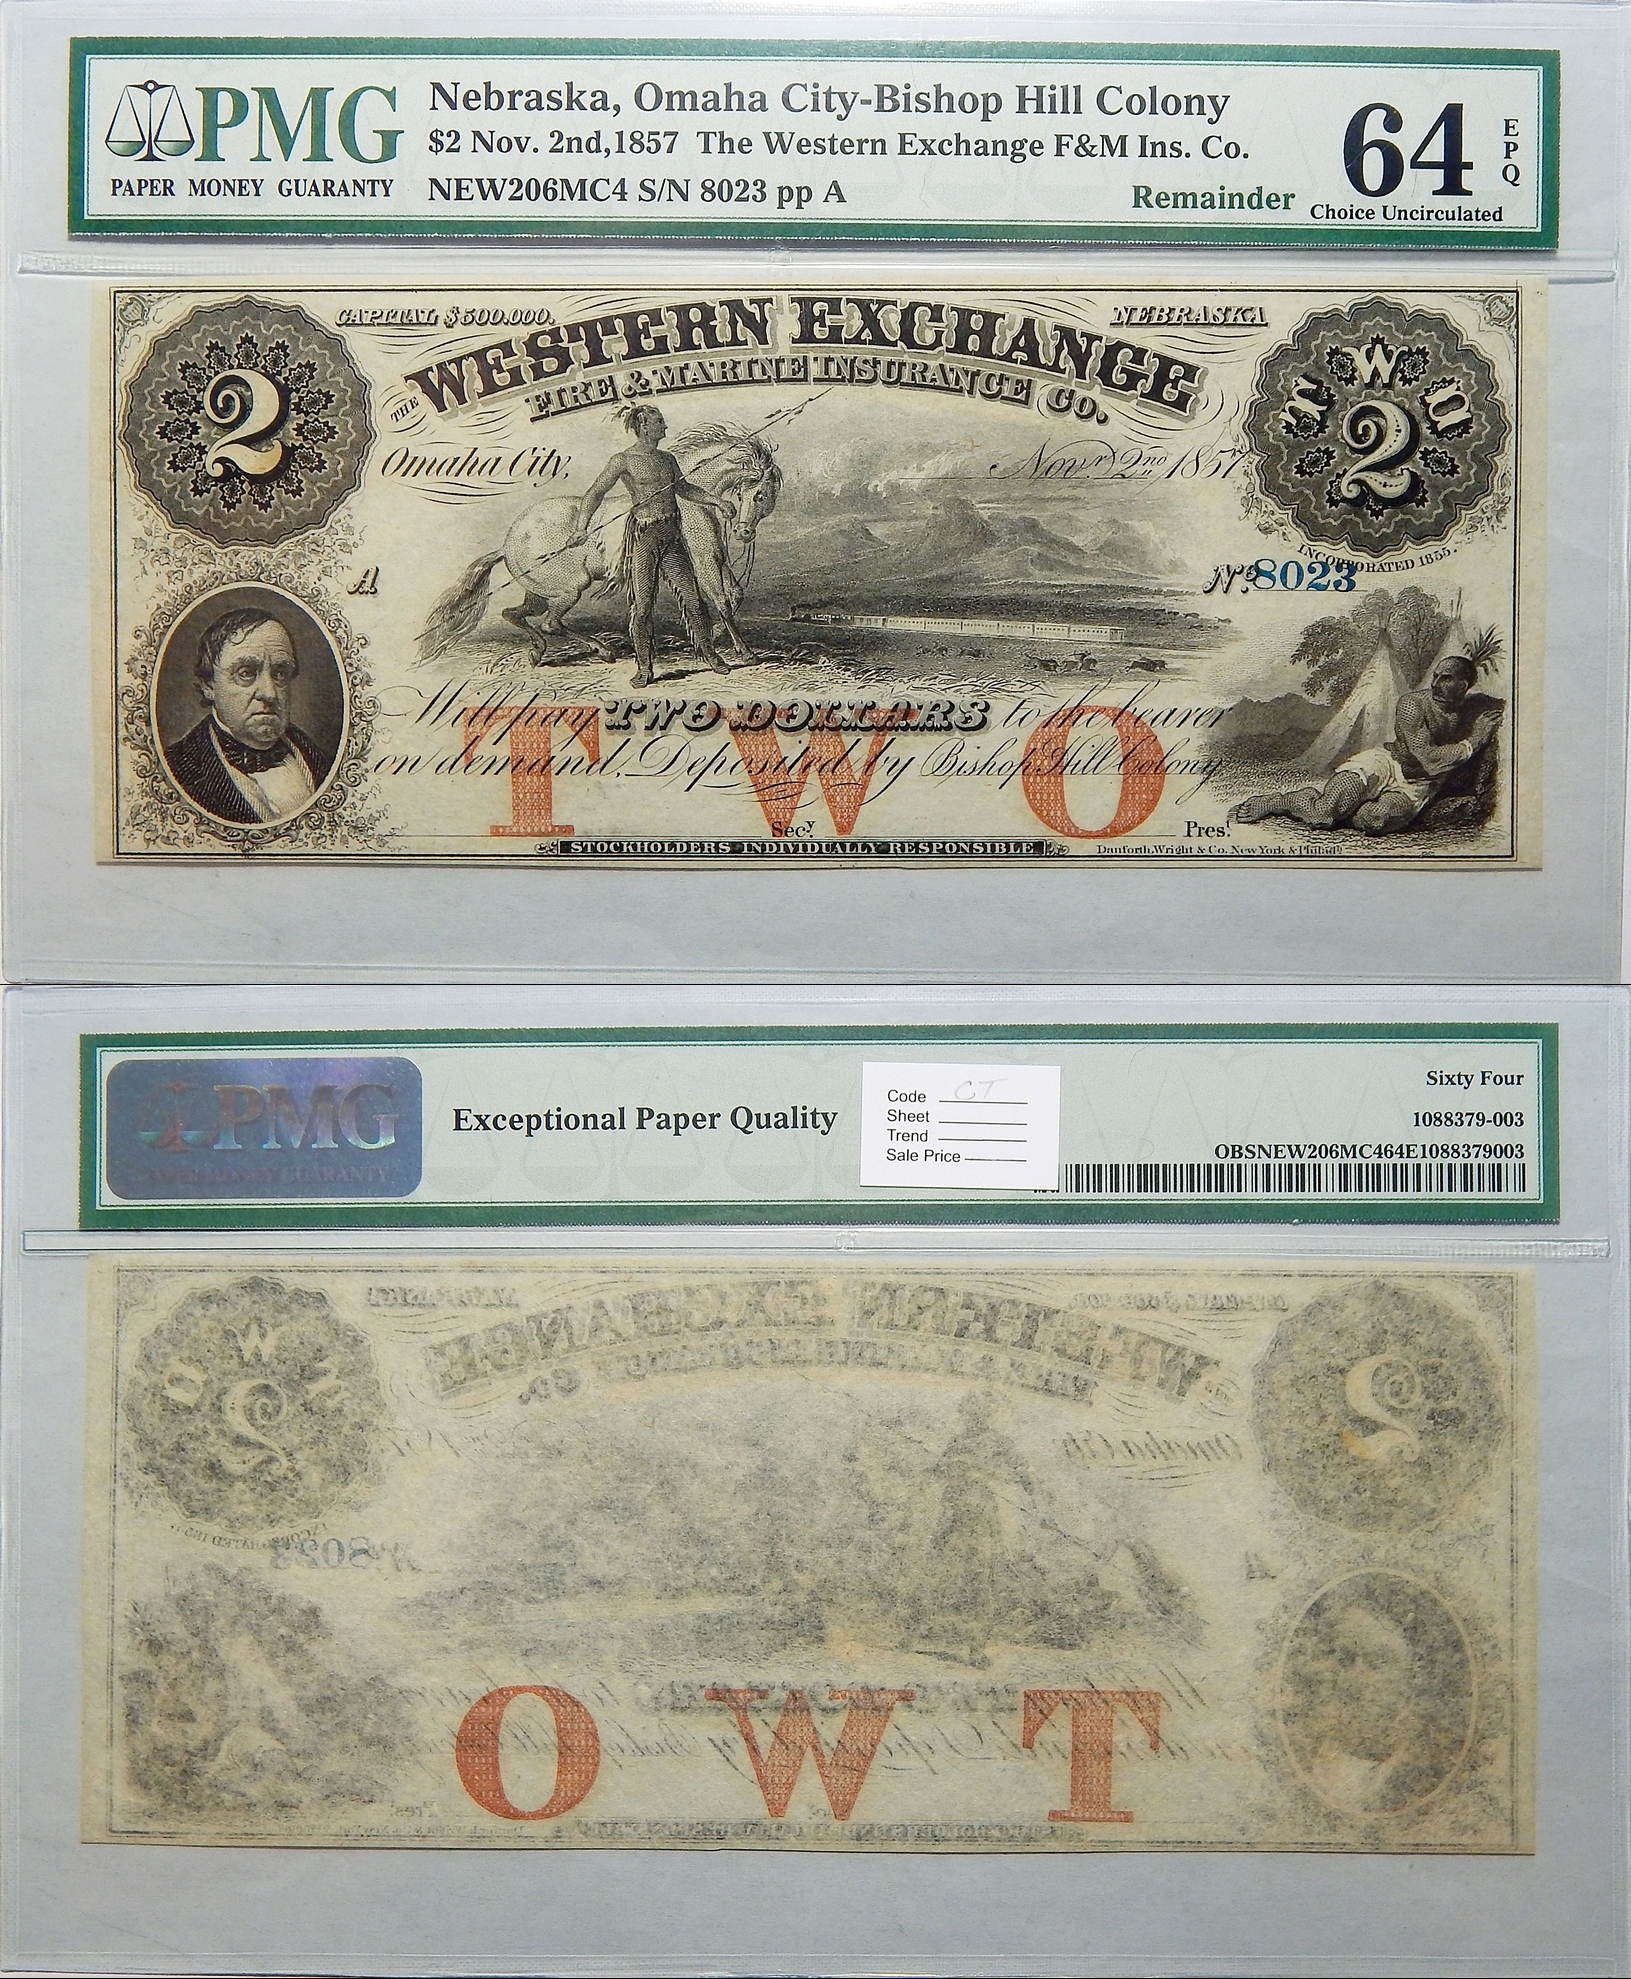 PMG
PAPER MONEY GUARANTY
Nebraska, Omaha City-Bishop Hill Colony
$2 Nov. 2nd,1857 The Western Exchange F&M Ins. Co.
NEW206MC4 S/N 8023 pp A
Remainder
64
EPQ
Choice Uncirculated
CAPITAL $500.000.
NEBRASKA
THE WESTERN EXCHANGE
FIRE & MARINE INSURANCE CO.
2
TWO
2
Omaha City,
Novr 2nd 1857
INCORPORATED 1855.
A
No. 8023
Will pay TWO DOLLARS to the bearer
on demand, Deposited by Bishop Hill Colony
TWO
Secy.
Prest.
STOCKHOLDERS INDIVIDUALLY RESPONSIBLE
Danforth, Wright & Co. New York & Philada
PMG
PAPER MONEY GUARANTY
Exceptional Paper Quality
Code CT
Sheet
Trend
Sale Price
Sixty Four
1088379-003
OBSNEW206MC464E1088379003
OWT